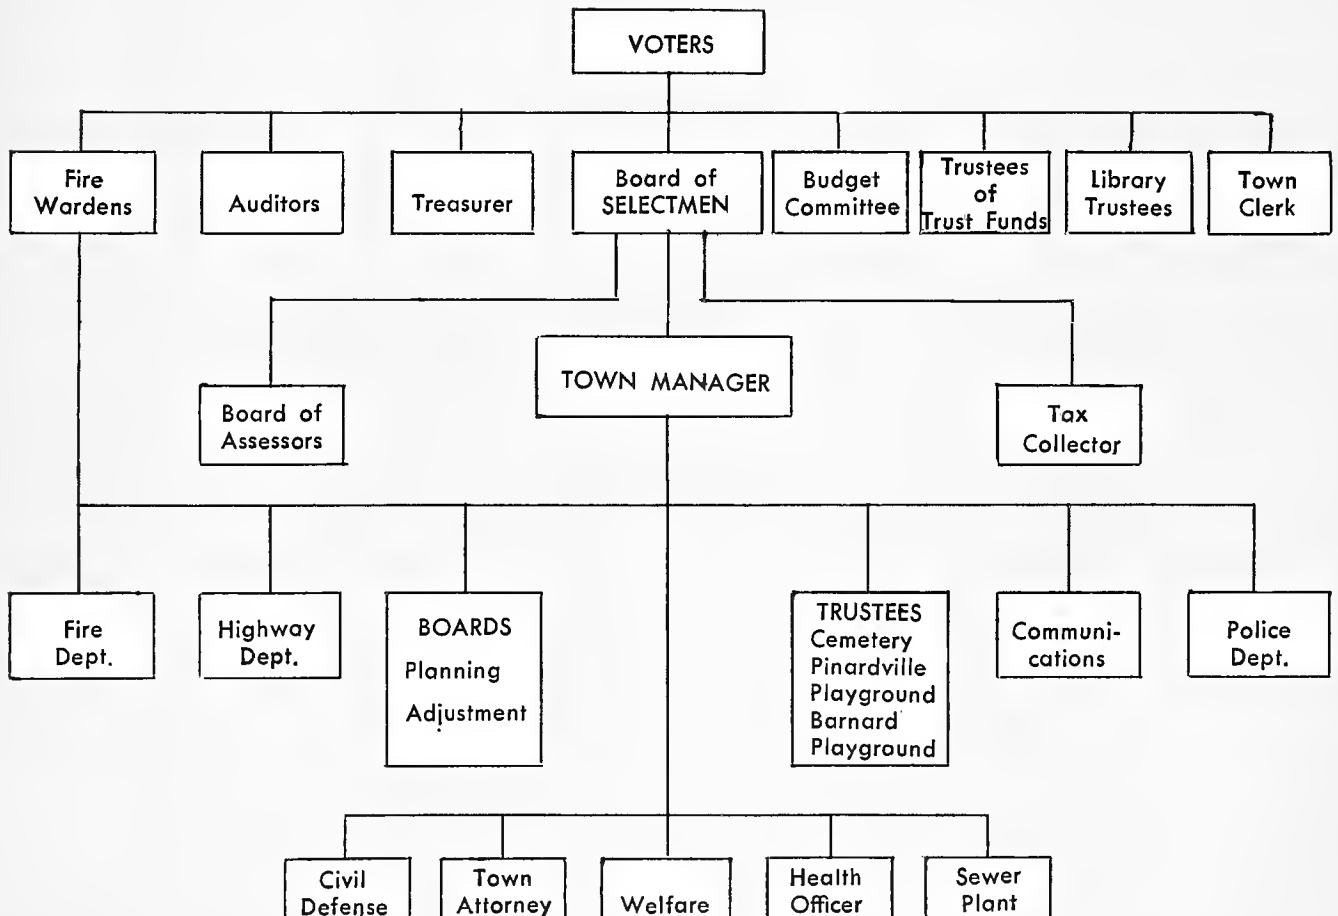 VOTERS
Fire
Wardens
Auditors
Treasurer
Board of
SELECTMEN
Budget
Committee
Trustees
of
Trust Funds
Library
Trustees
Town
Clerk
TOWN MANAGER
Board of
Assessors
Tax
Collector
Fire
Dept.
Highway
Dept.
BOARDS
Planning
Adjustment
TRUSTEES
Cemetery
Pinardville
Playground
Barnard
Playground
Communi-
cations
Police
Dept.
Civil
Defense
Town
Attorney
Welfare
Health
Officer
Sewer
Plant